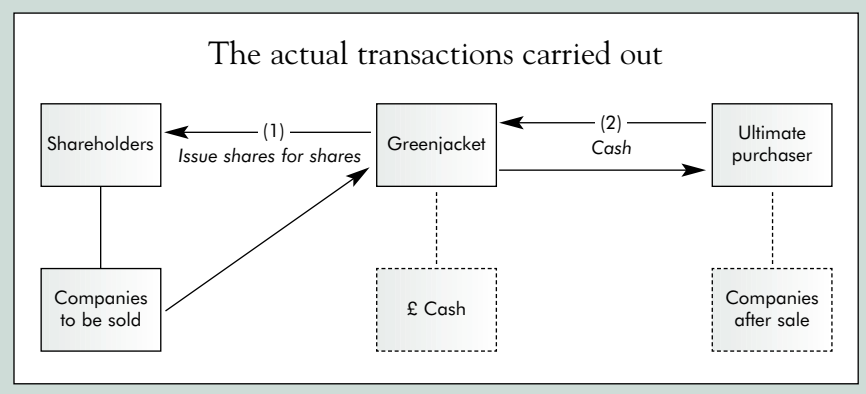 The actual transactions carried out
Shareholders
(1)
Issue shares for shares
Greenjacket
(2)
Cash
Ultimate
purchaser
Companies
to be sold
£ Cash
Companies
after sale